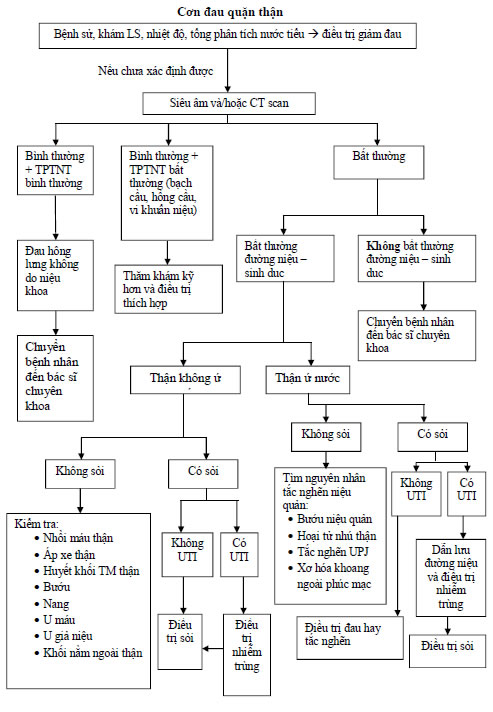 Cơn đau quặn thận
Bệnh sử, khám LS, nhiệt độ, tổng phân tích nước tiểu → điều trị giảm đau
Nếu chưa xác định được
Siêu âm và/hoặc CT scan
Bình thường
+ TPTNT
bình thường
Bình thường +
TPTNT bất
thường (bạch
cầu, hồng cầu,
vi khuẩn niệu)
Bất thường
Đau hông
lưng không
do niệu
khoa
Thăm khám kỹ
hơn và điều trị
thích hợp
Bất thường
đường niệu –
sinh dục
Không bất thường
đường niệu – sinh
dục
Chuyển
bệnh nhân
đến bác sĩ
chuyên
khoa
Chuyển bệnh nhân
đến bác sĩ chuyên
khoa
Thận không ứ
Thận ứ nước
Không sỏi
Có sỏi
Không sỏi
Có sỏi
Kiểm tra:
• Nhồi máu thận
• Áp xe thận
• Huyết khối TM thận
• Bướu
• Nang
• U máu
• U giả niệu
• Khối nằm ngoài thận
Không
UTI
Có
UTI
Điều
trị sỏi
Điều
trị
nhiễm
trùng
Tìm nguyên nhân
tắc nghẽn niệu
quản:
• Bướu niệu quản
• Hoại tử nhú thận
• Tắc nghẽn UPJ
• Xơ hóa khoang
ngoài phúc mạc
Không
UTI
Có
UTI
Dẫn lưu
đường niệu
và điều trị
nhiễm
trùng
Điều trị đau hay
tắc nghẽn
Điều trị sỏi